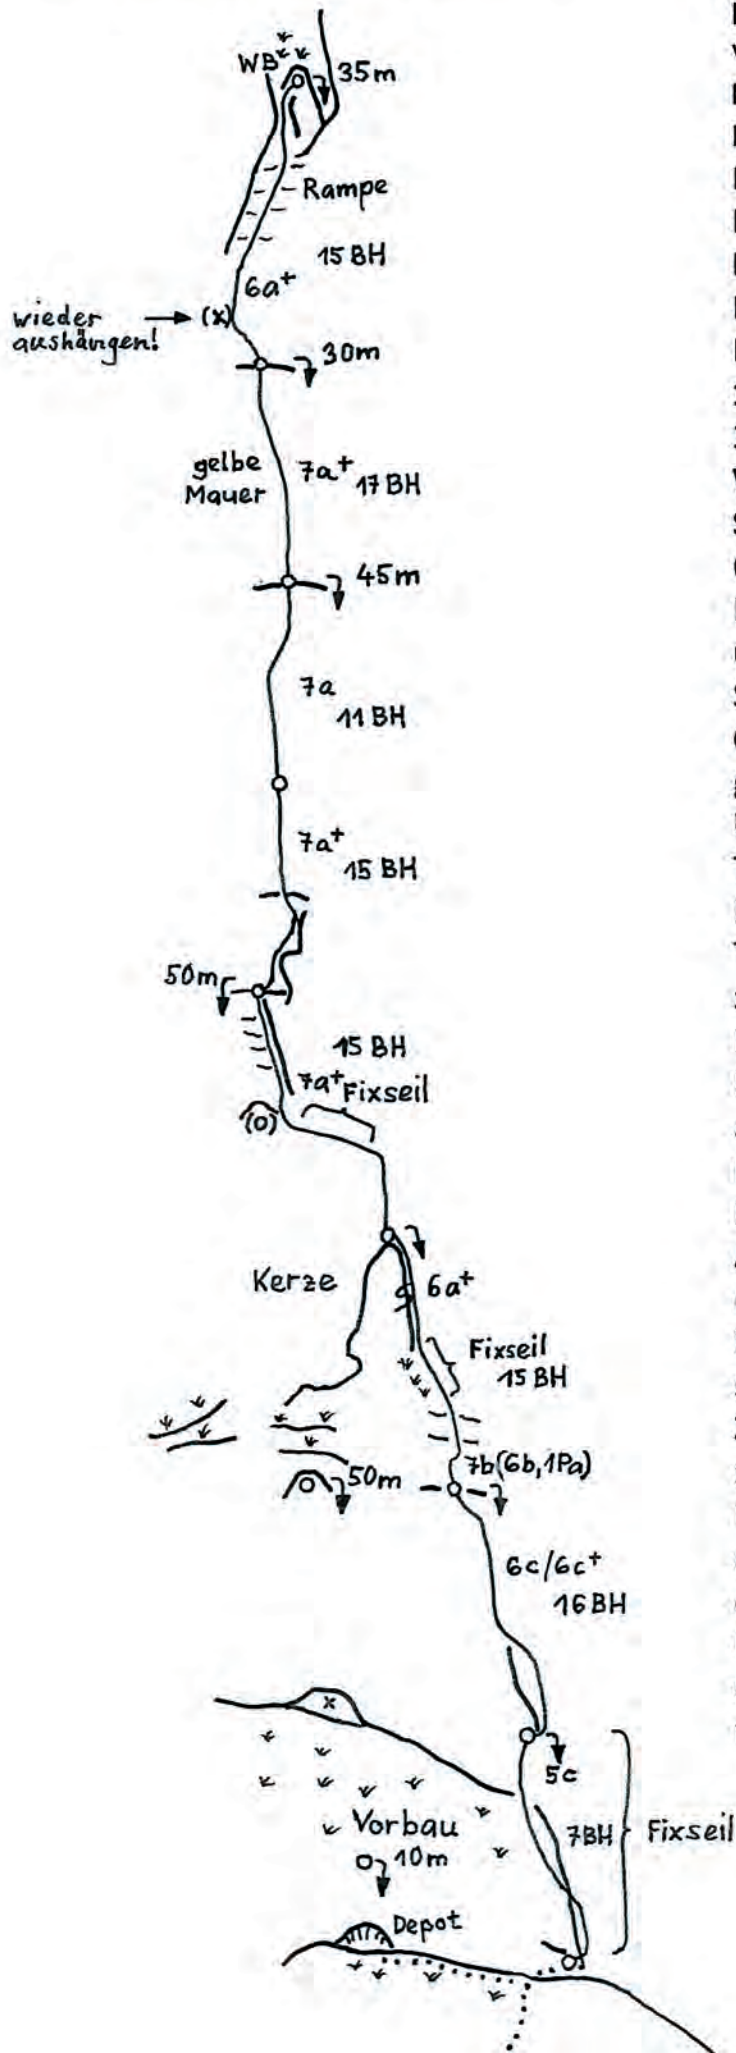 WB
35m
Rampe
15 BH
6a+
wieder
aushängen!
(x)
30m
gelbe
Mauer
7a+
17 BH
45m
7a
11 BH
7a+
15 BH
50m
15 BH
7a+ Fixseil
Kerze
6a+
Fixseil
15 BH
7b(6b, 1Pa)
50m
6c/6c+
16 BH
x
5c
Vorbau
7BH
Fixseil
10m
Depot